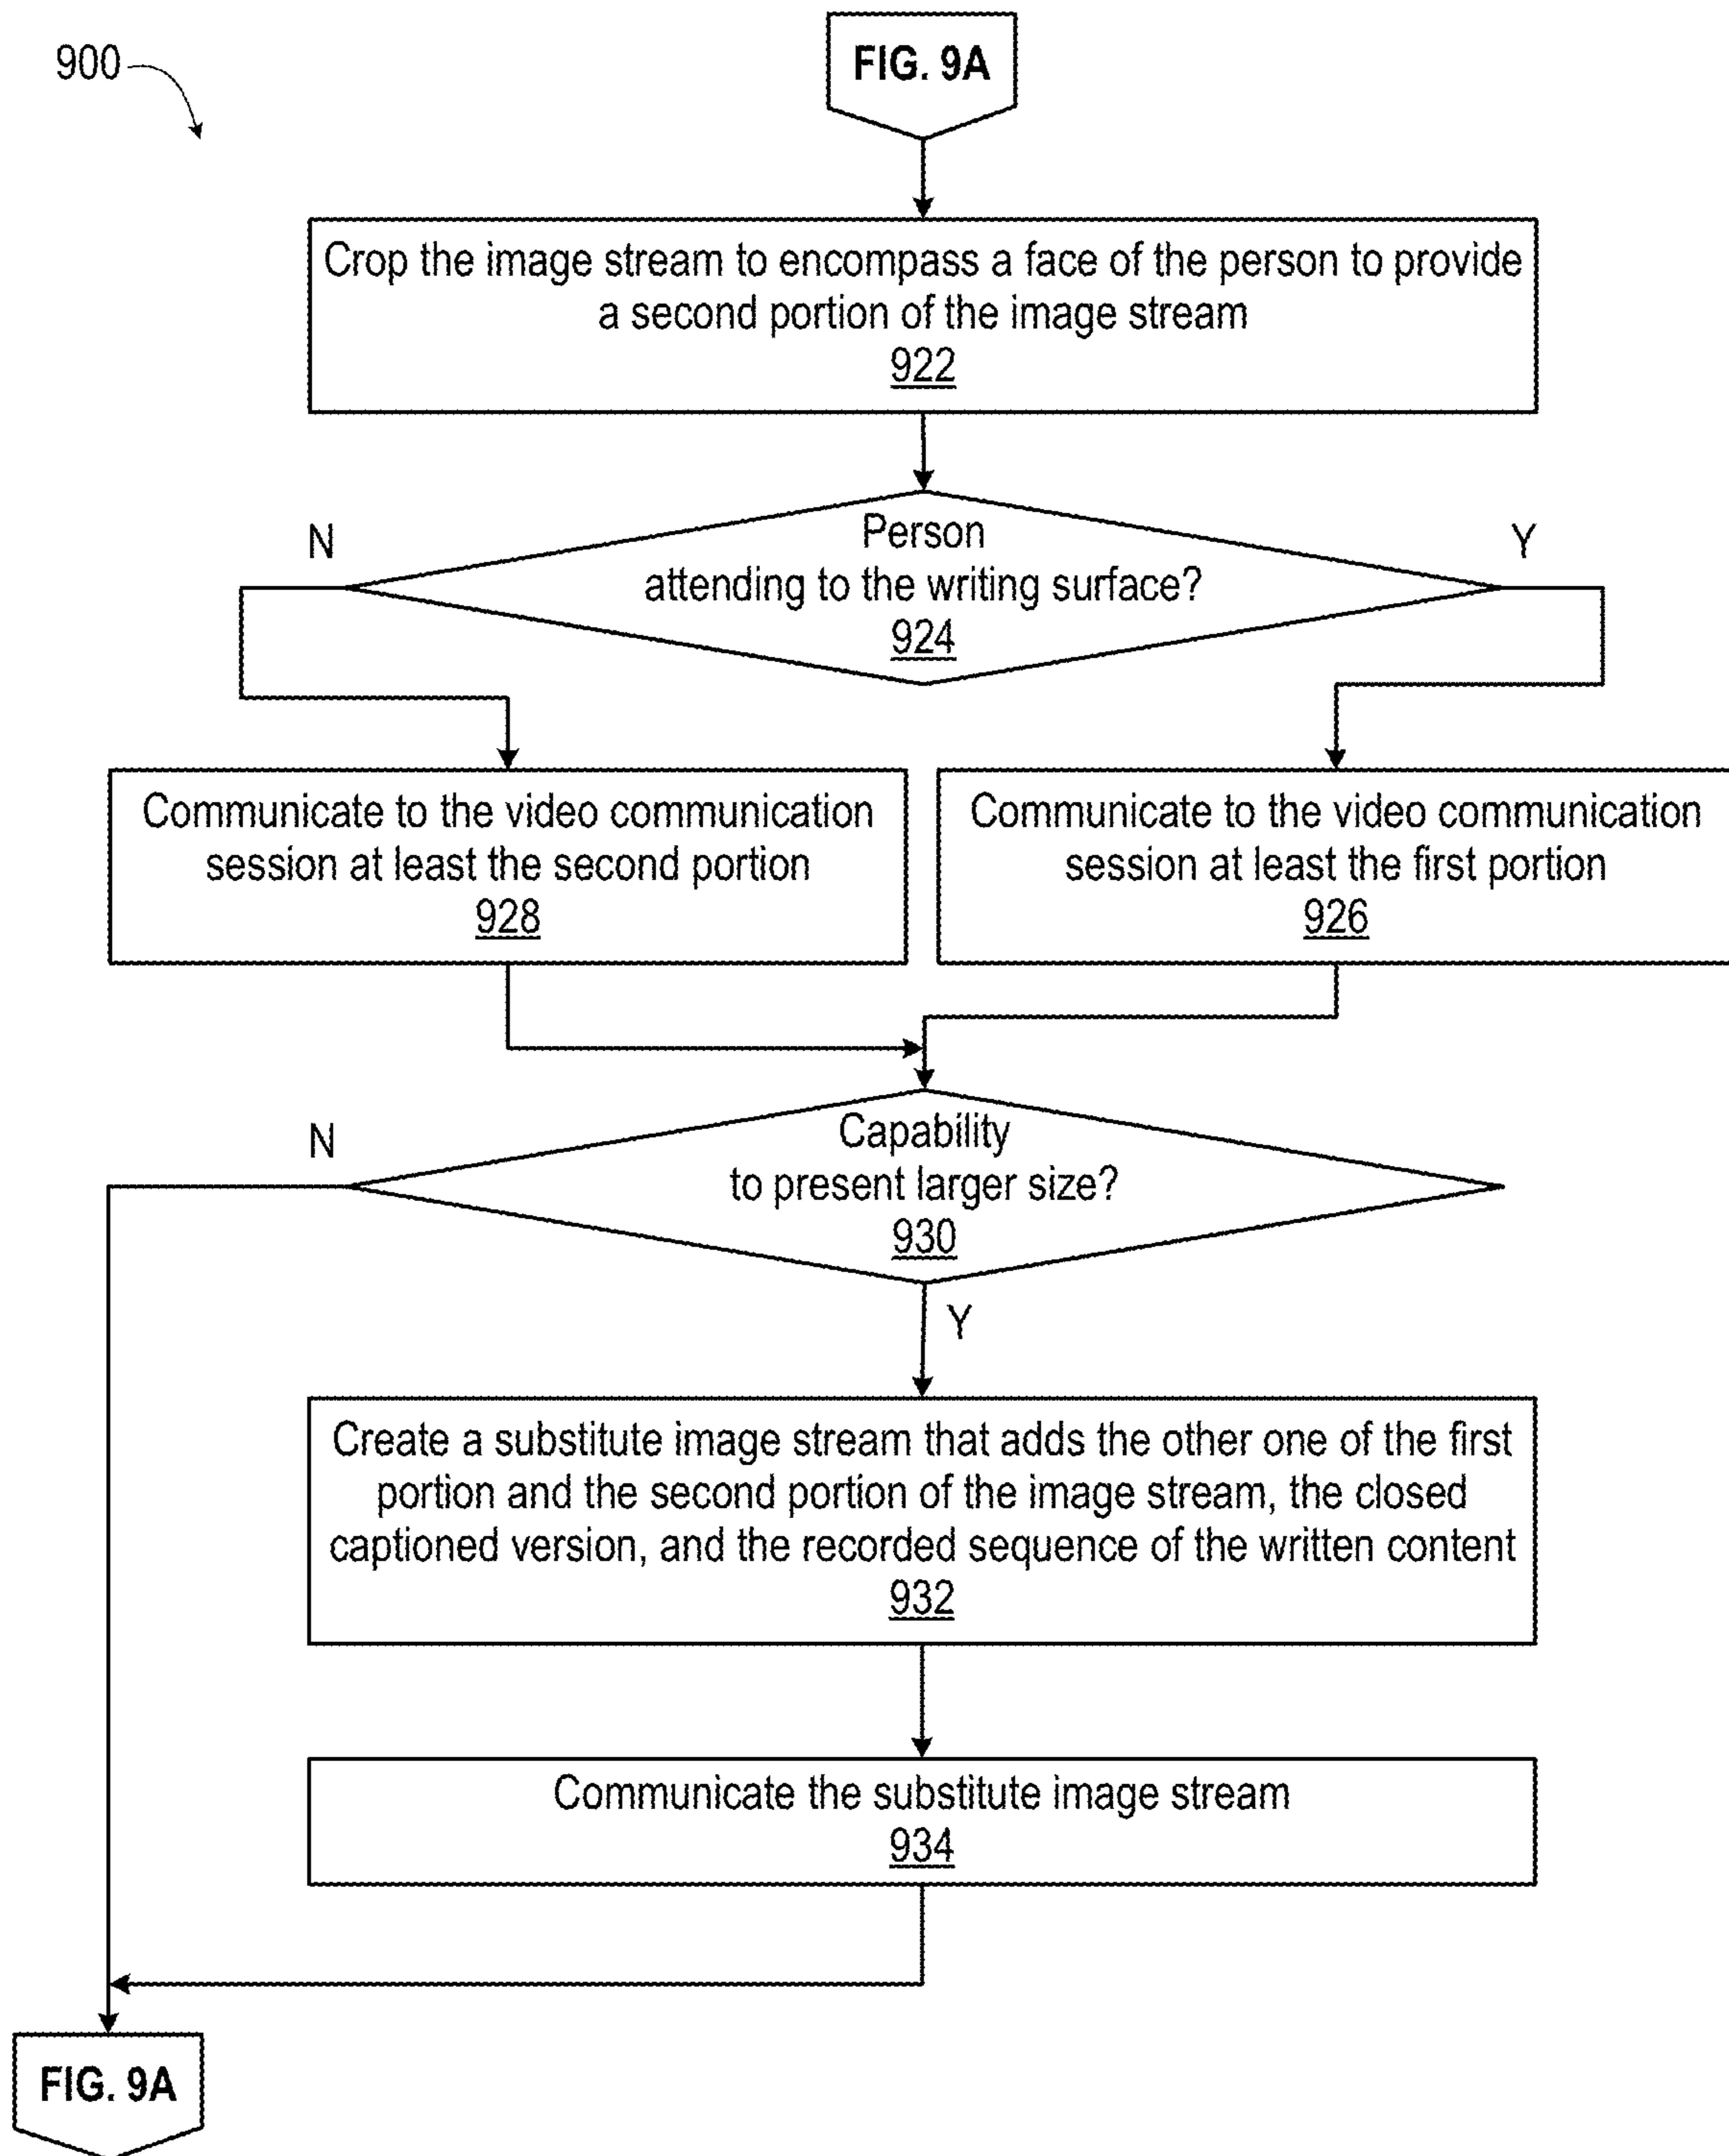 900
FIG. 9A
Crop the image stream to encompass a face of the person to provide
a second portion of the image stream
922
N
Person
Y
attending to the writing surface?
924
Communicate to the video communication
session at least the second portion
928
Communicate to the video communication
session at least the first portion
926
N
Capability
to present larger size?
930
Y
Create a substitute image stream that adds the other one of the first
portion and the second portion of the image stream, the closed
captioned version, and the recorded sequence of the written content
932
Communicate the substitute image stream
934
FIG. 9A